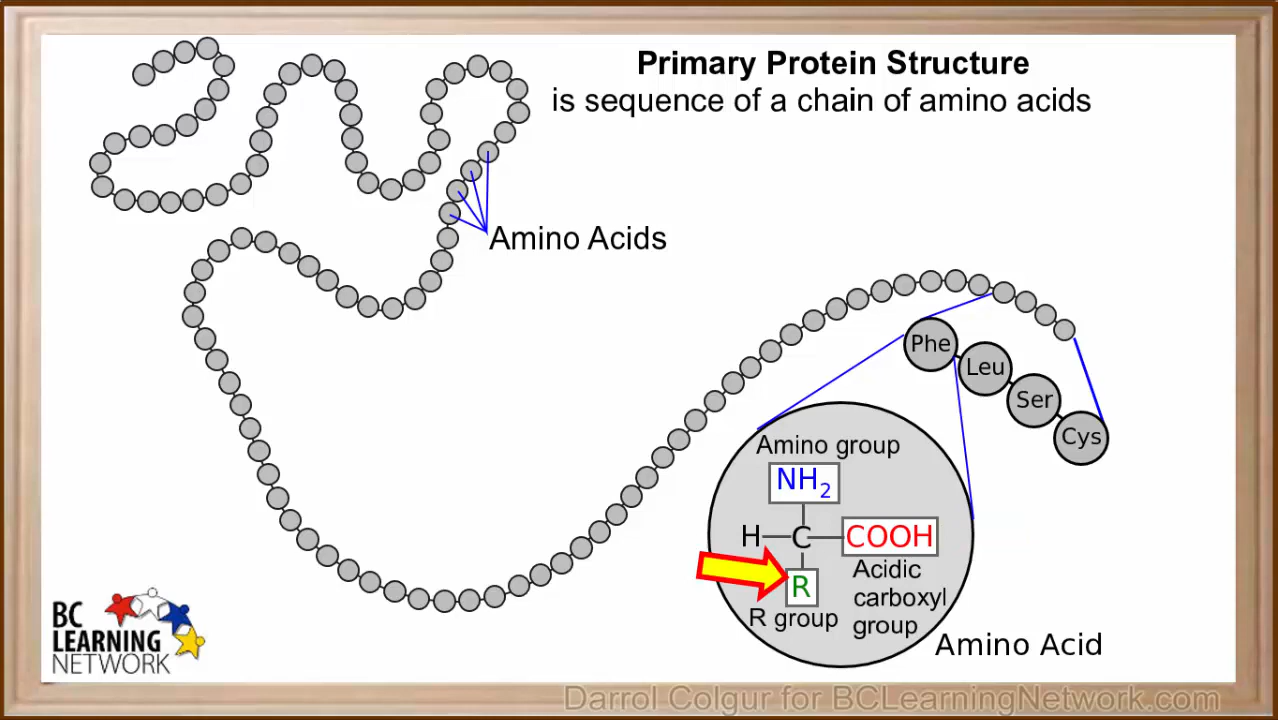 Primary Protein Structure
is sequence of a chain of amino acids
Amino Acids
Phe
Leu
Ser
Cys
Amino group
NH2
H C COOH
R
R group
Acidic
carboxyl
group
Amino Acid
BC
LEARNING
NETWORK
Darrol Colgur for BCLearningNetwork.com